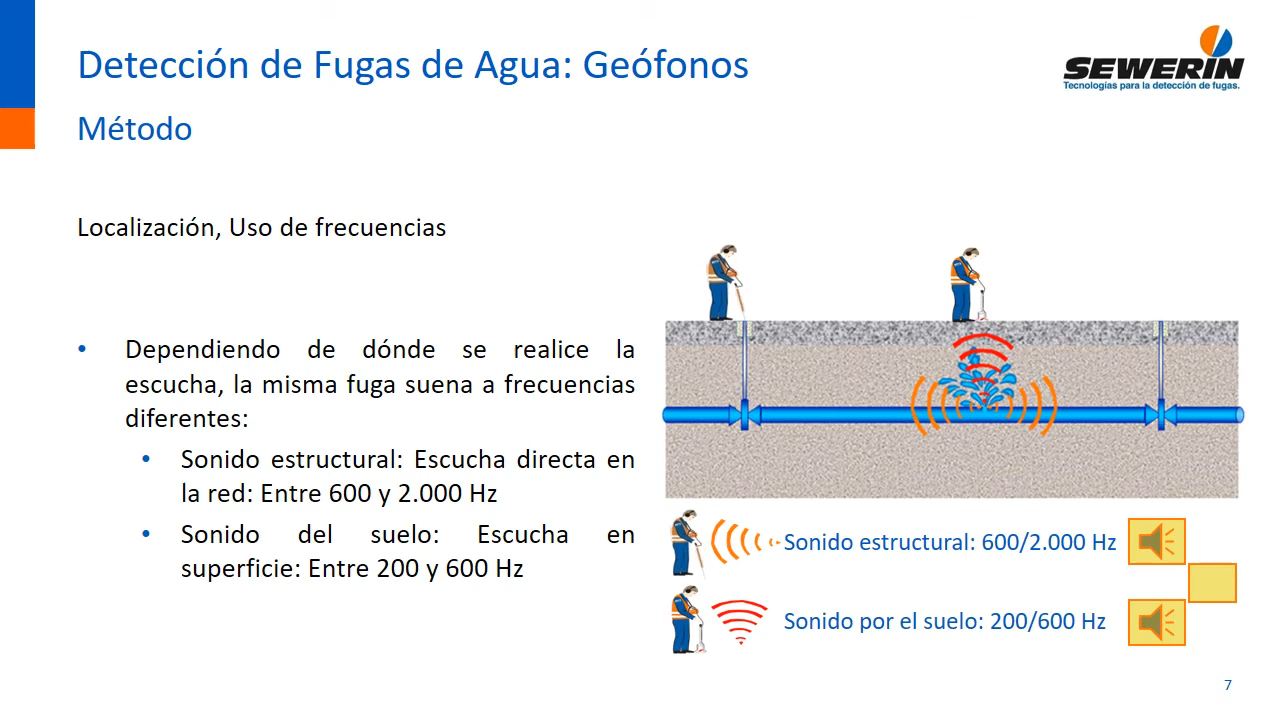 Detección de Fugas de Agua: Geófonos
SEWERIN
Tecnologías para la detección de fugas.
Método
Localización, Uso de frecuencias
• Dependiendo de dónde se realice la
escucha, la misma fuga suena a frecuencias
diferentes:
• Sonido estructural: Escucha directa en
la red: Entre 600 y 2.000 Hz
• Sonido del suelo: Escucha en
superficie: Entre 200 y 600 Hz
Sonido estructural: 600/2.000 Hz
Sonido por el suelo: 200/600 Hz
7